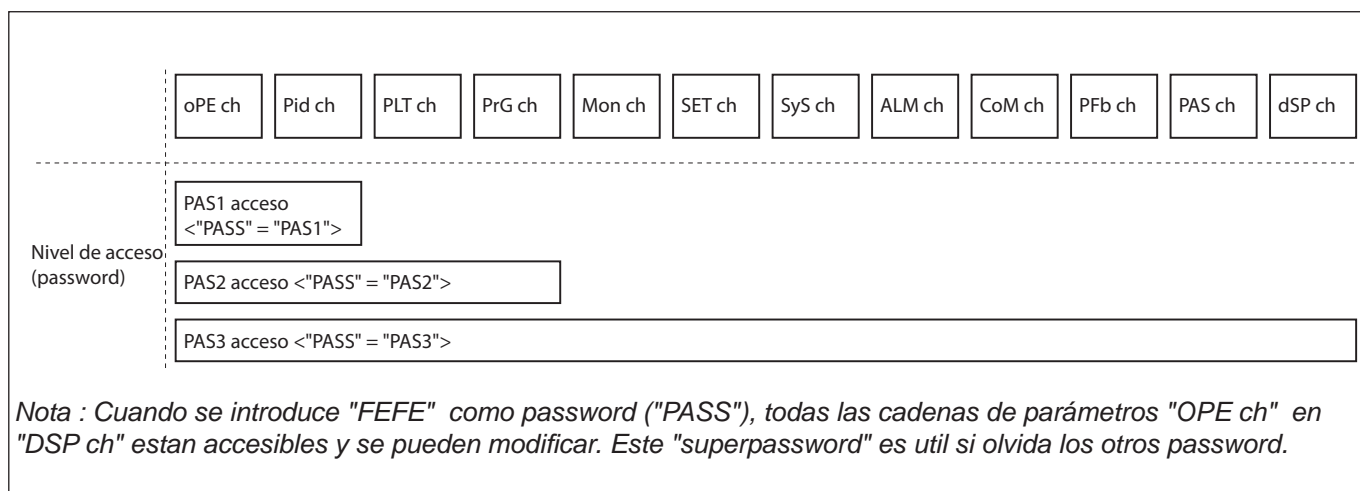 oPE ch Pid ch PLT ch PrG ch Mon ch SET ch SyS ch ALM ch CoM ch PFb ch PAS ch dSP ch
Nivel de acceso
(password)
PAS1 acceso
<"PASS" = "PAS1">
PAS2 acceso <"PASS" = "PAS2">
PAS3 acceso <"PASS" = "PAS3">
Nota : Cuando se introduce "FEFE" como password ("PASS"), todas las cadenas de parámetros "OPE ch" en
"DSP ch" estan accesibles y se pueden modificar. Este "superpassword" es util si olvida los otros password.